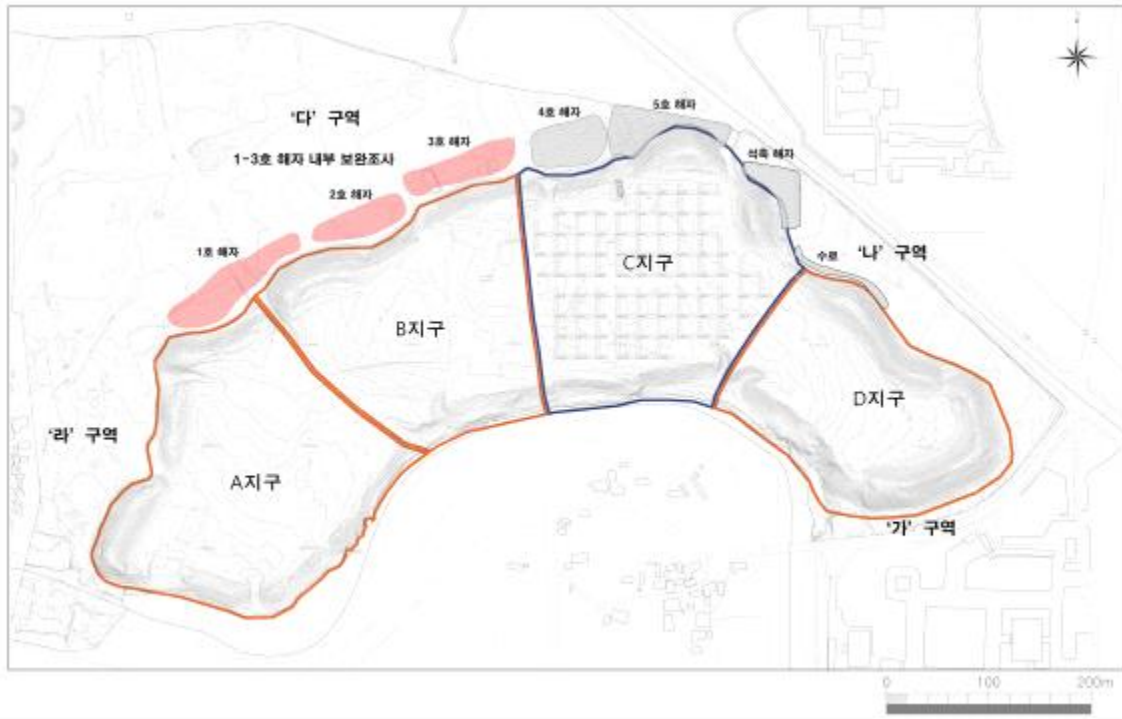 '다' 구역
1-3호 해자 내부 보완조사
1호 해자
2호 해자
3호 해자
4호 해자
5호 해자
석축 해자
수로
'나' 구역
C지구
B지구
D지구
'라' 구역
A지구
'가' 구역
0 100 200m